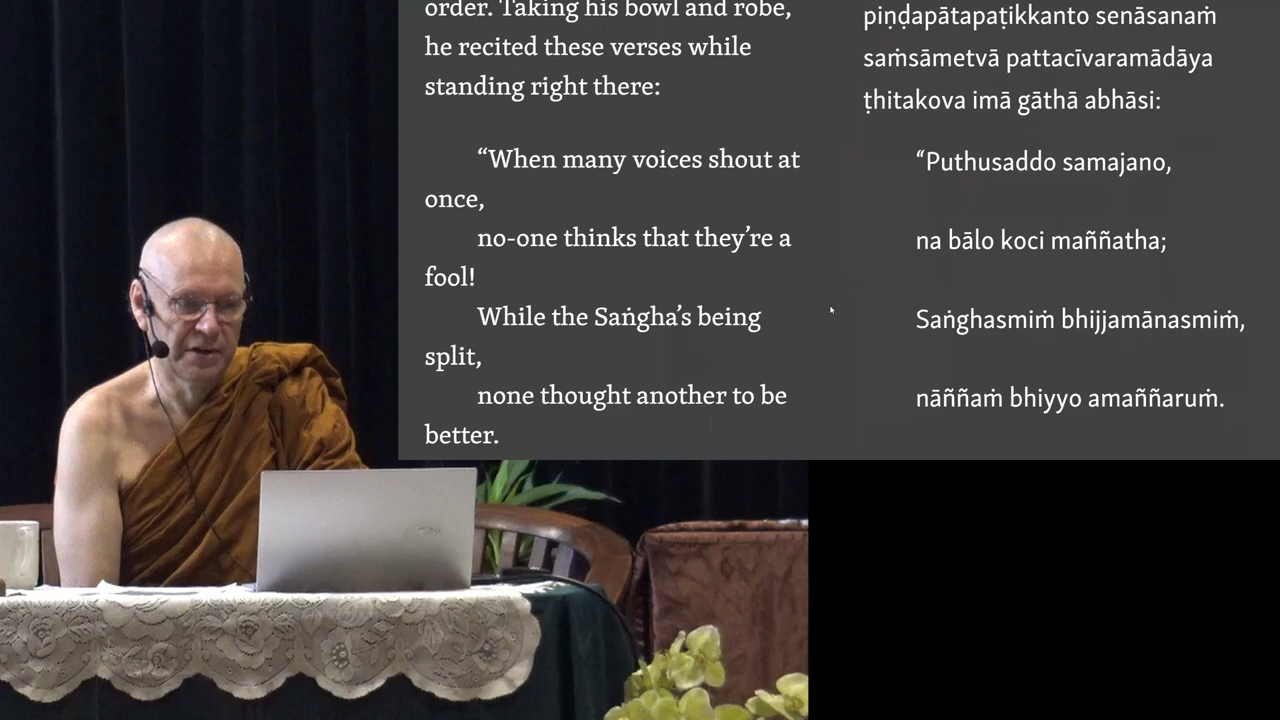 order. Taking his bowl and robe,
he recited these verses while
standing right there:
“When many voices shout at
once,
no-one thinks that they’re a
fool!
While the Saṅgha’s being
split,
none thought another to be
better.
piṇḍapātapaṭikkanto senāsanaṁ
saṁsāmetvā pattacīvaramādāya
ṭhitakova imā gāthā abhāsi:
“Puthusaddo samajano,
na bālo koci maññatha;
Saṅghasmiṁ bhijjamānasmiṁ,
nāññaṁ bhiyyo amaññaruṁ.